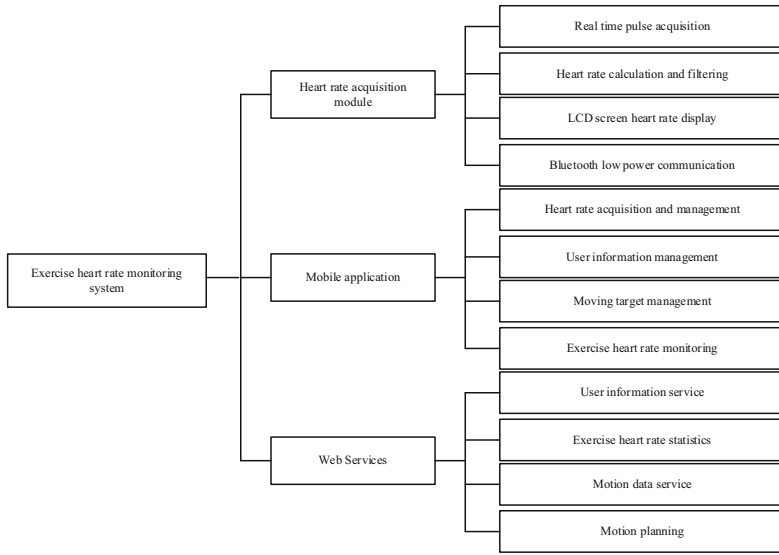 Exercise heart rate monitoring
system
Heart rate acquisition
module
Real time pulse acquisition
Heart rate calculation and filtering
LCD screen heart rate display
Bluetooth low power communication
Mobile application
Heart rate acquisition and management
User information management
Moving target management
Exercise heart rate monitoring
Web Services
User information service
Exercise heart rate statistics
Motion data service
Motion planning